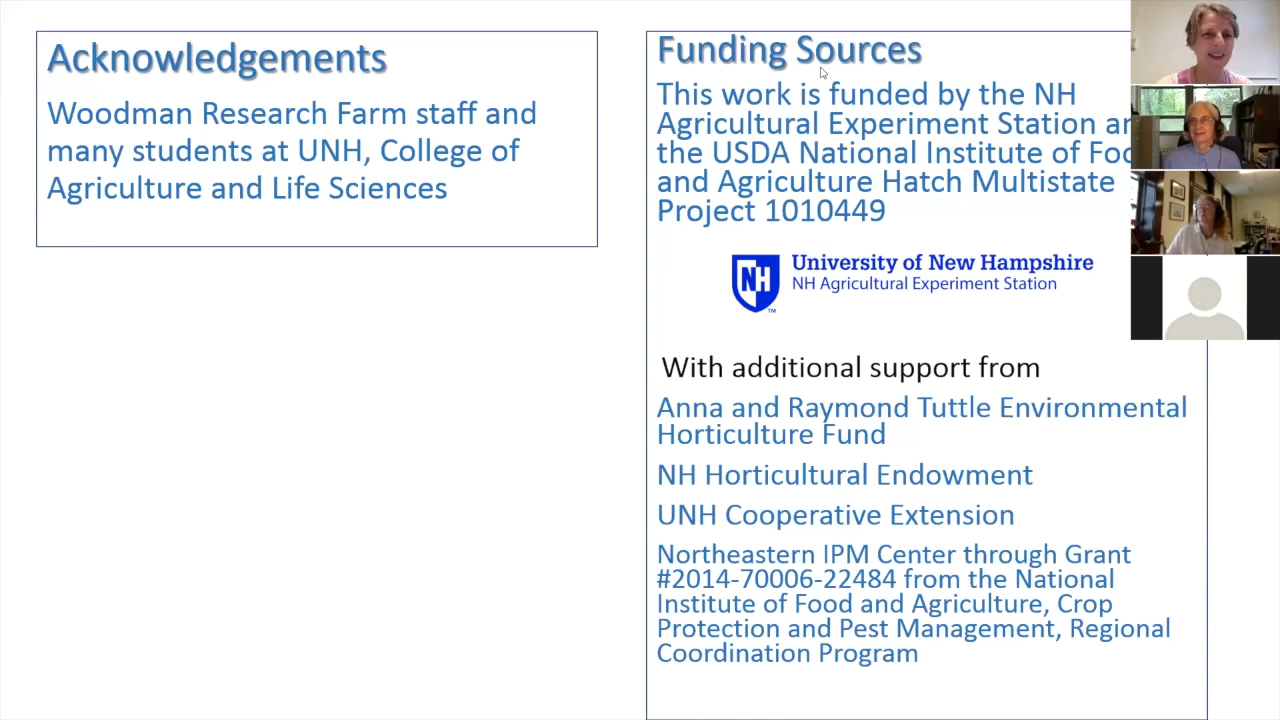 Acknowledgements
Woodman Research Farm staff and
many students at UNH, College of
Agriculture and Life Sciences
Funding Sources
This work is funded by the NH
Agricultural Experiment Station
the USDA National Institute of
and Agriculture Hatch Multistate
Project 1010449
NH
University of New Hampshire
NH Agricultural Experiment Station
TM
With additional support from
Anna and Raymond Tuttle Environmental
Horticulture Fund
NH Horticultural Endowment
UNH Cooperative Extension
Northeastern IPM Center through Grant
#2014-70006-22484 from the National
Institute of Food and Agriculture, Crop
Protection and Pest Management, Regional
Coordination Program